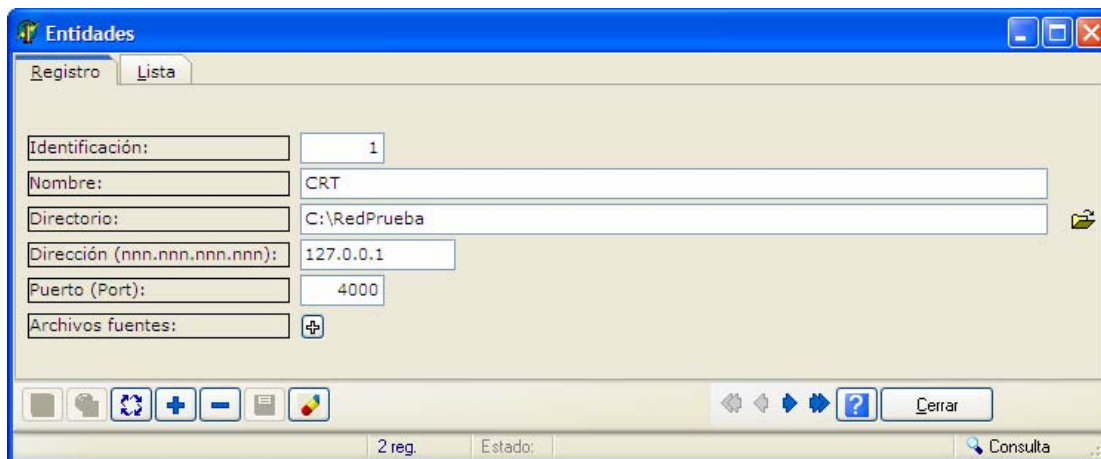 Entidades
Registro Lista
Identificación: 1
Nombre: CRT
Directorio: C:\RedPrueba
Dirección (nnn.nnn.nnn.nnn): 127.0.0.1
Puerto (Port): 4000
Archivos fuentes:
? Cerrar
2 reg. Estado: Consulta